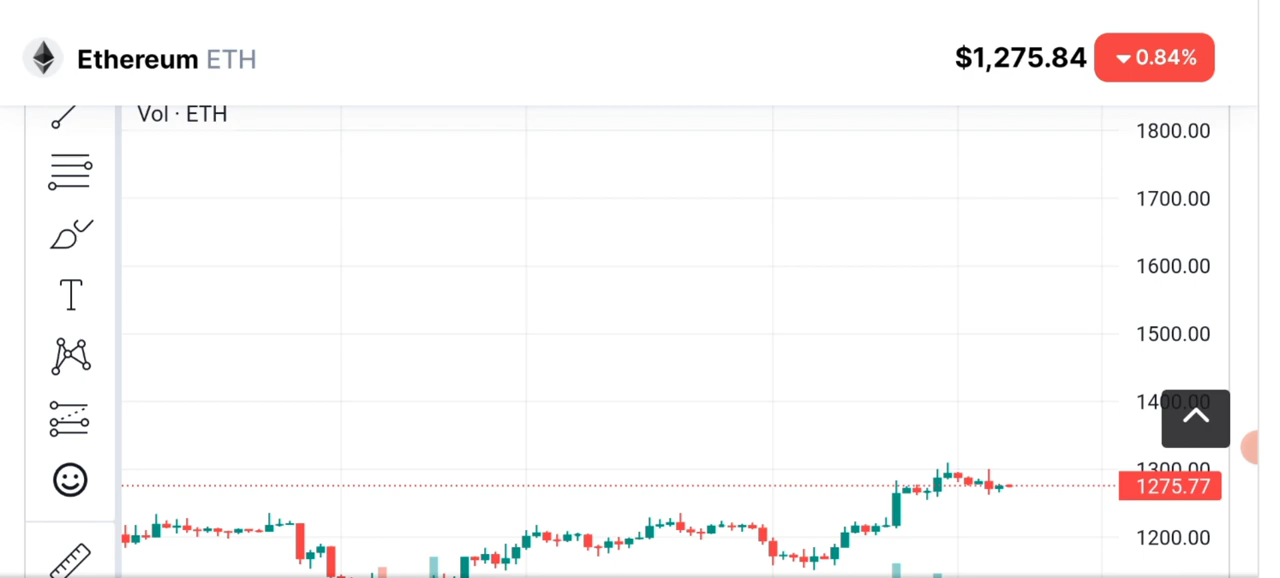 Ethereum ETH
$1,275.84 ▼ 0.84%
Vol · ETH
1800.00
1700.00
1600.00
1500.00
1400.00
1300.00
1275.77
1200.00